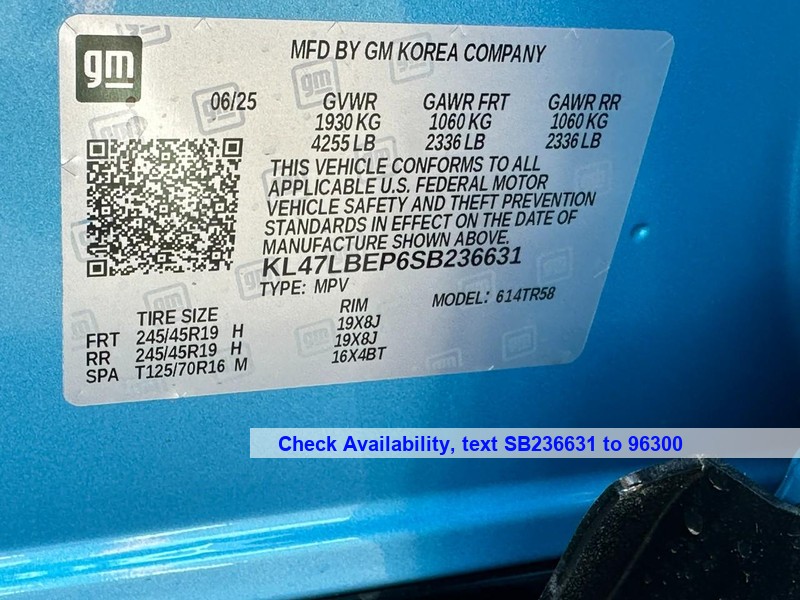 gm
MFD BY GM KOREA COMPANY
06/25 GVWR GAWR FRT GAWR RR
1930 KG 1060 KG 1060 KG
4255 LB 2336 LB 2336 LB
THIS VEHICLE CONFORMS TO ALL
APPLICABLE U.S. FEDERAL MOTOR
VEHICLE SAFETY AND THEFT PREVENTION
STANDARDS IN EFFECT ON THE DATE OF
MANUFACTURE SHOWN ABOVE.
KL47LBEP6SB236631
TYPE: MPV MODEL: 614TR58
TIRE SIZE RIM
FRT 245/45R19 H 19X8J
RR 245/45R19 H 19X8J
SPA T125/70R16 M 16X4BT
Check Availability, text SB236631 to 96300